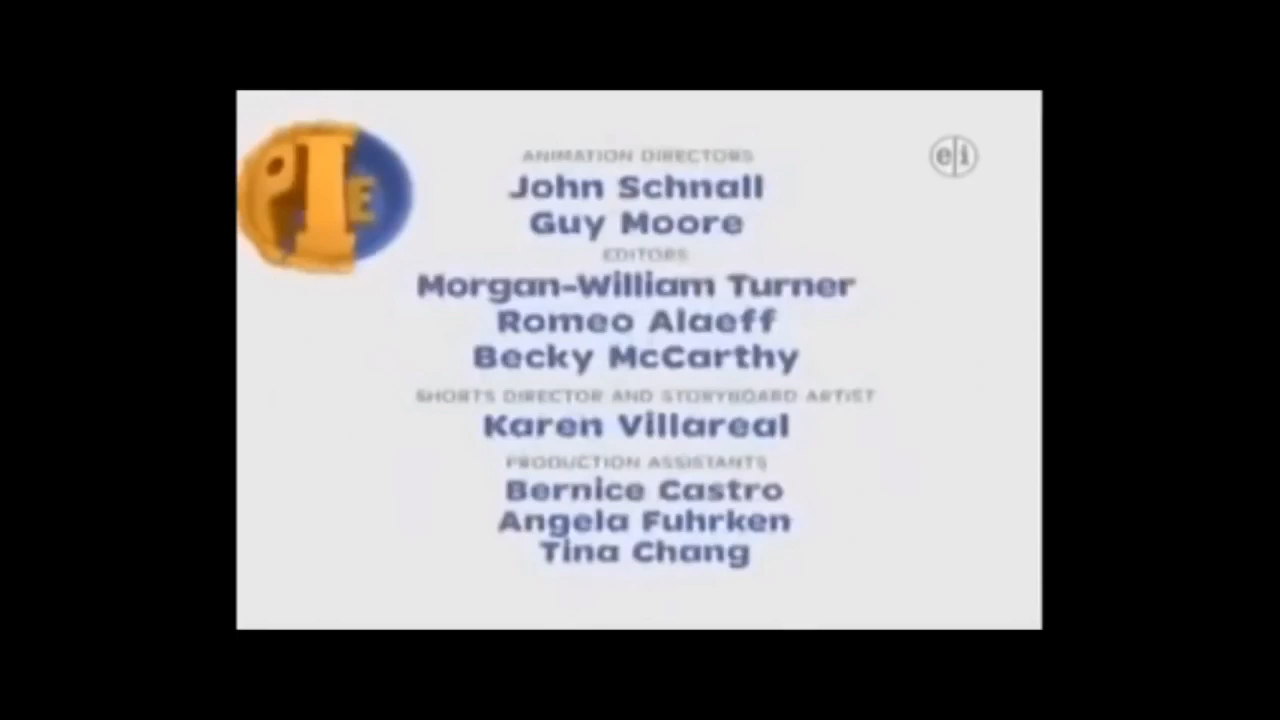 PIE
e|i
ANIMATION DIRECTORS
John Schnall
Guy Moore
EDITORS
Morgan-William Turner
Romeo Alaeff
Becky McCarthy
SHORTS DIRECTOR AND STORYBOARD ARTIST
Karen Villareal
PRODUCTION ASSISTANTS
Bernice Castro
Angela Fuhrken
Tina Chang